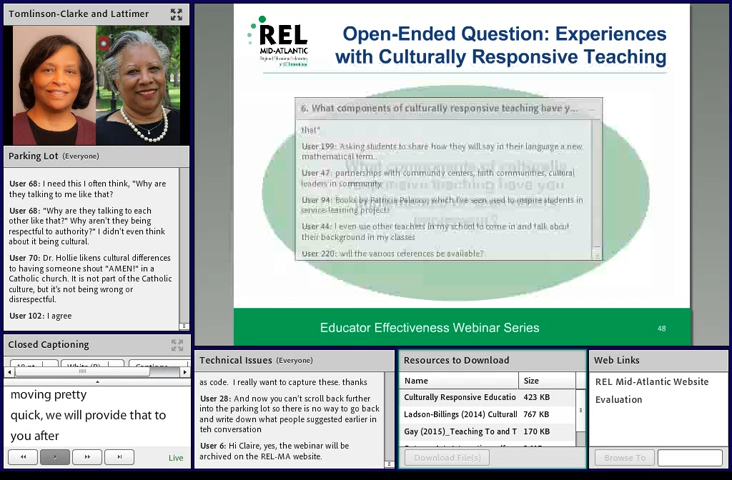 Tomlinson-Clarke and Lattimer
Parking Lot (Everyone)
User 68: I need this I often think, "Why are
they talking to me like that?
User 68: "Why are they talking to each
other like that?" Why aren't they being
respectful to authority?" I didn't even think
about it being cultural.
User 70: Dr. Hollie likens cultural differences
to having someone shout "AMEN!" in a
Catholic church. It is not part of the Catholic
culture, but it's not being wrong or
disrespectful.
User 102: I agree
Closed Captioning
moving pretty
quick, we will provide that to
you after
Live
REL
MID-ATLANTIC
Open-Ended Question: Experiences
with Culturally Responsive Teaching
6. What components of culturally responsive teaching have y...
that"
User 199: Asking students to share how they will say in their language a new
mathematical term..
User 47: partnerships with community centers, faith communities, cultural
leaders in community
User 94: Books by Patricia Polacco, which I've seen used to inspire students in
service-learning projects
User 44: I even use other teachers in my school to come in and talk about
their background in my classes
User 220: will the various references be available?
Educator Effectiveness Webinar Series
48
Technical Issues (Everyone)
as code. I really want to capture these. thanks
User 28: And now you can't scroll back further
into the parking lot so there is no way to go back
and write down what people suggested earlier in
teh conversation
User 6: Hi Claire, yes, the webinar will be
archived on the REL-MA website.
Resources to Download
Name Size
Culturally Responsive Educatio 423 KB
Ladson-Billings (2014) Culturall 767 KB
Gay (2015)_Teaching To and T 170 KB
Download File(s)
Web Links
REL Mid-Atlantic Website
Evaluation
Browse To